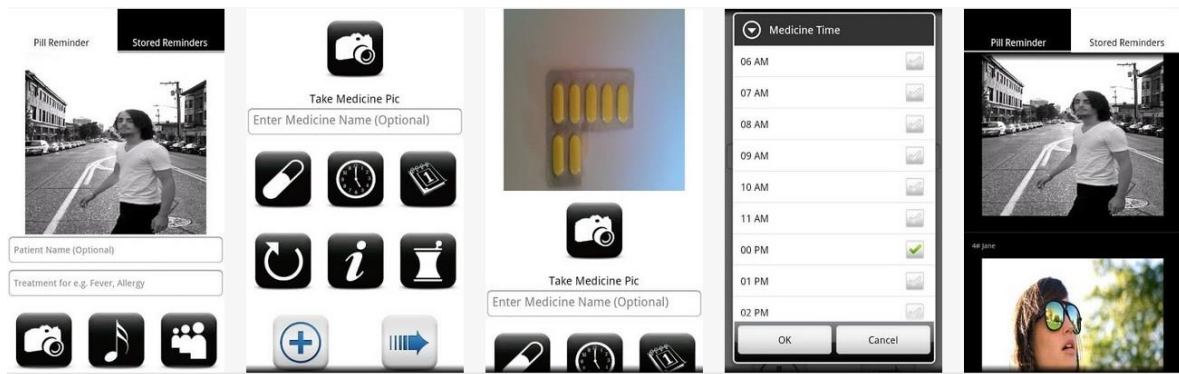 Pill Reminder
Stored Reminders
Patient Name (Optional)
Treatment for e.g. Fever, Allergy
Take Medicine Pic
Enter Medicine Name (Optional)
1
Take Medicine Pic
Enter Medicine Name (Optional)
1
Medicine Time
06 AM
07 AM
08 AM
09 AM
10 AM
11 AM
00 PM
01 PM
02 PM
OK
Cancel
Pill Reminder
Stored Reminders
4# Jane